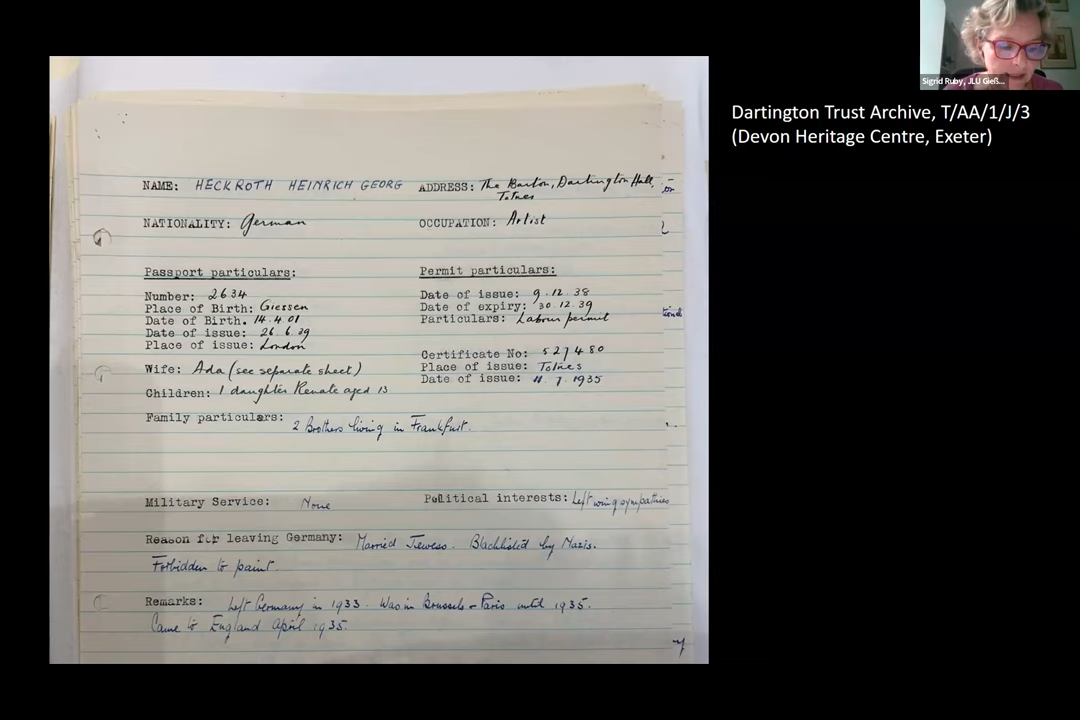 Sigrid Ruby, JLU Gieß...
Dartington Trust Archive, T/AA/1/J/3
(Devon Heritage Centre, Exeter)
NAME: HECKROTH HEINRICH GEORG ADDRESS: The Barton, Dartington Hall,
Totnes
NATIONALITY: German OCCUPATION: Artist
Passport particulars: Permit particulars:
Number: 2634 Date of issue: 9.12.38
Place of Birth: Giessen Date of expiry: 30.12.39
Date of Birth. 14.4.01 Particulars: Labour permit
Date of issue: 26.6.39
Place of issue: London
Certificate No: 527480
Wife: Ada (see separate sheet) Place of issue: Totnes
Date of issue: 11.7.1935
Children: 1 daughter Renate aged 13
Family particulars: 2 Brothers living in Frankfurt.
Military Service: None Political interests: Left wing sympathies
Reason for leaving Germany: Married Jewess. Blacklisted by Nazis.
Forbidden to paint.
Remarks: Left Germany in 1933. Was in Brussels - Paris until 1935.
Came to England April 1935.